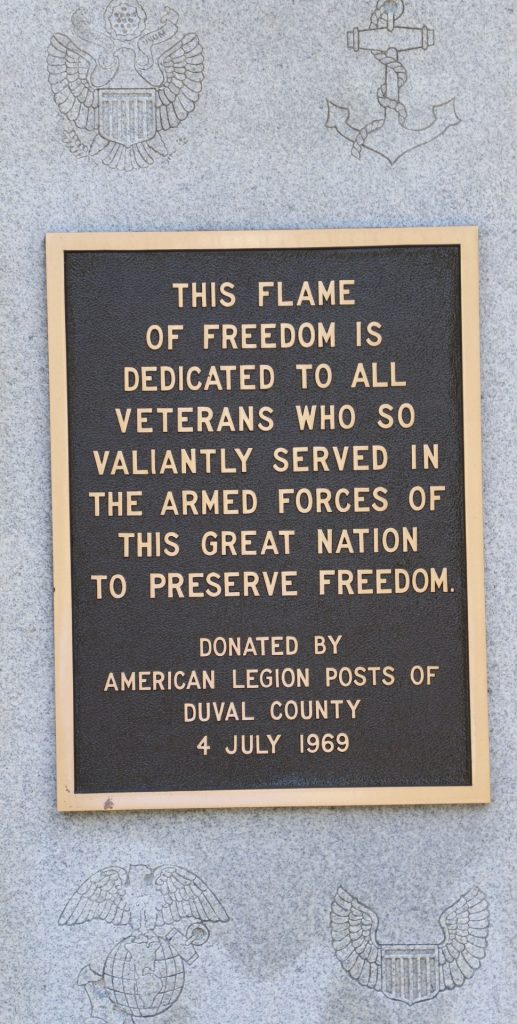 THIS FLAME
OF FREEDOM IS
DEDICATED TO ALL
VETERANS WHO SO
VALIANTLY SERVED IN
THE ARMED FORCES OF
THIS GREAT NATION
TO PRESERVE FREEDOM.
DONATED BY
AMERICAN LEGION POSTS OF
DUVAL COUNTY
4 JULY 1969